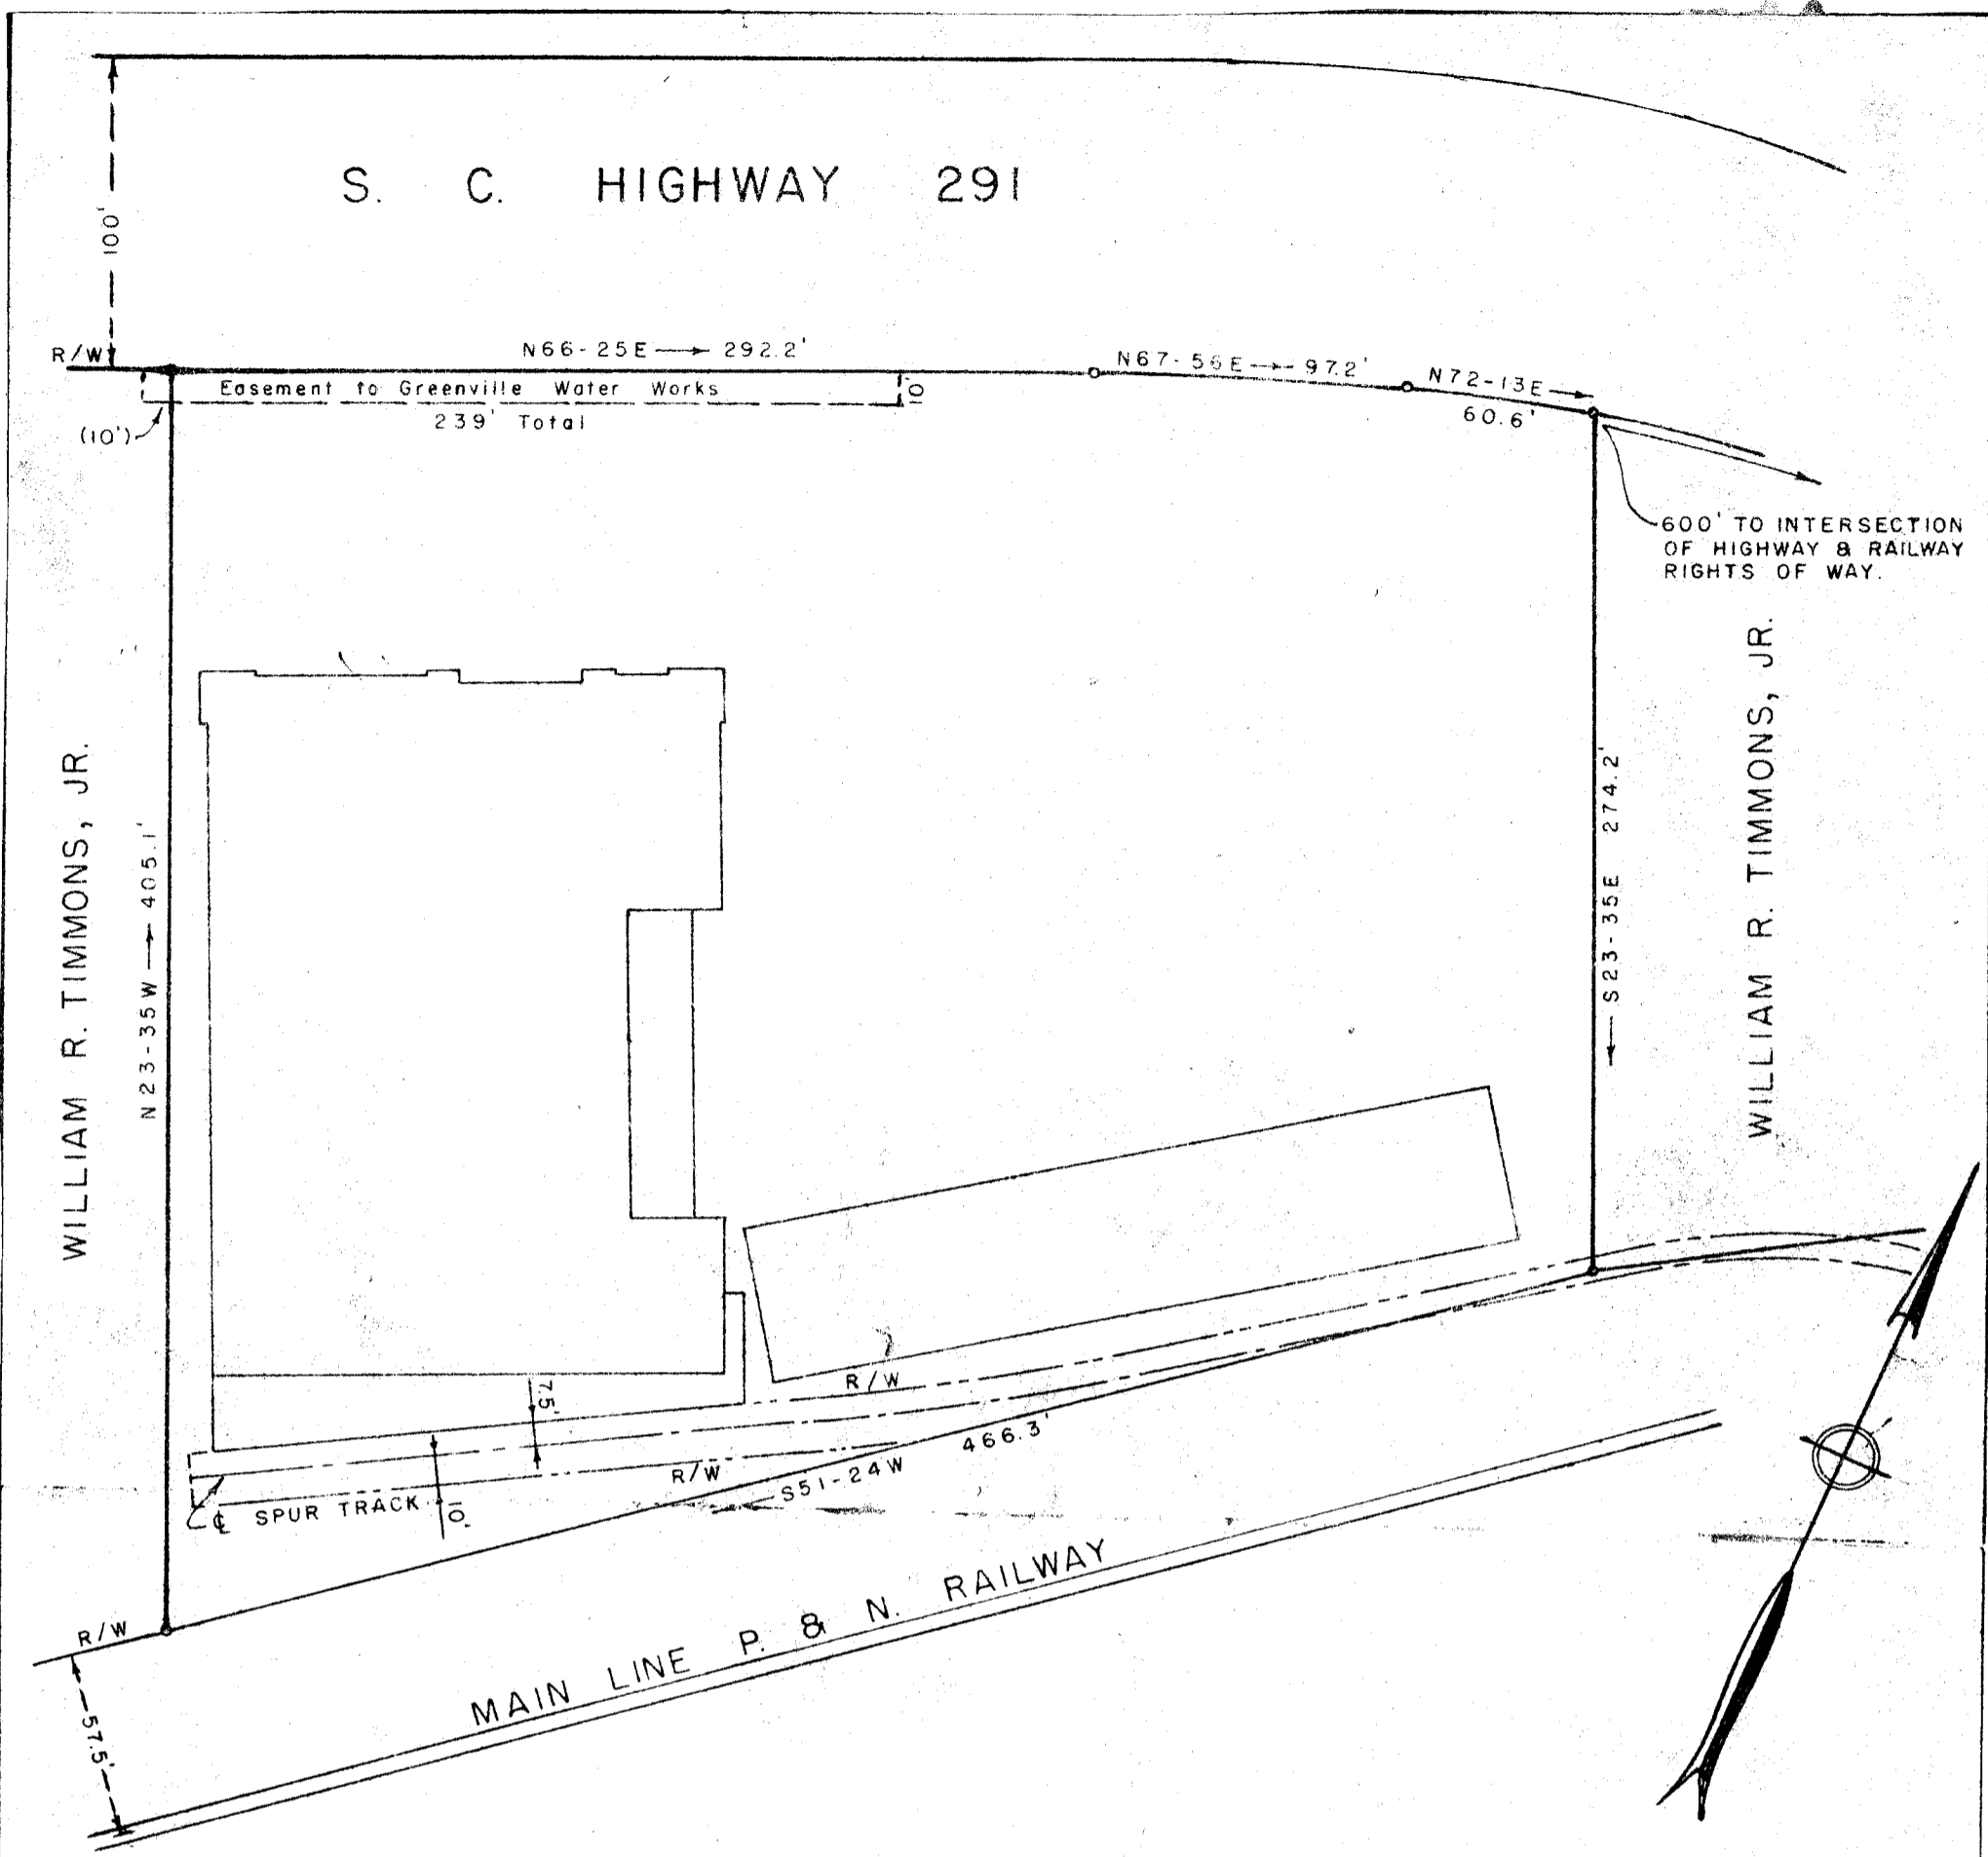 S. C. HIGHWAY 291
100'
R/W
N66-25E → 292.2'
N67-56E → 97.2'
N72-13E →
60.6'
Easement to Greenville Water Works
239' Total
10'
(10')
600' TO INTERSECTION
OF HIGHWAY & RAILWAY
RIGHTS OF WAY.
WILLIAM R. TIMMONS, JR.
N23-35W → 405.1'
S23-35E 274.2'
WILLIAM R. TIMMONS, JR.
7.5'
R/W
466.3'
R/W
S51-24W
℄ SPUR TRACK
10'
R/W
MAIN LINE P. & N. RAILWAY
57.5'